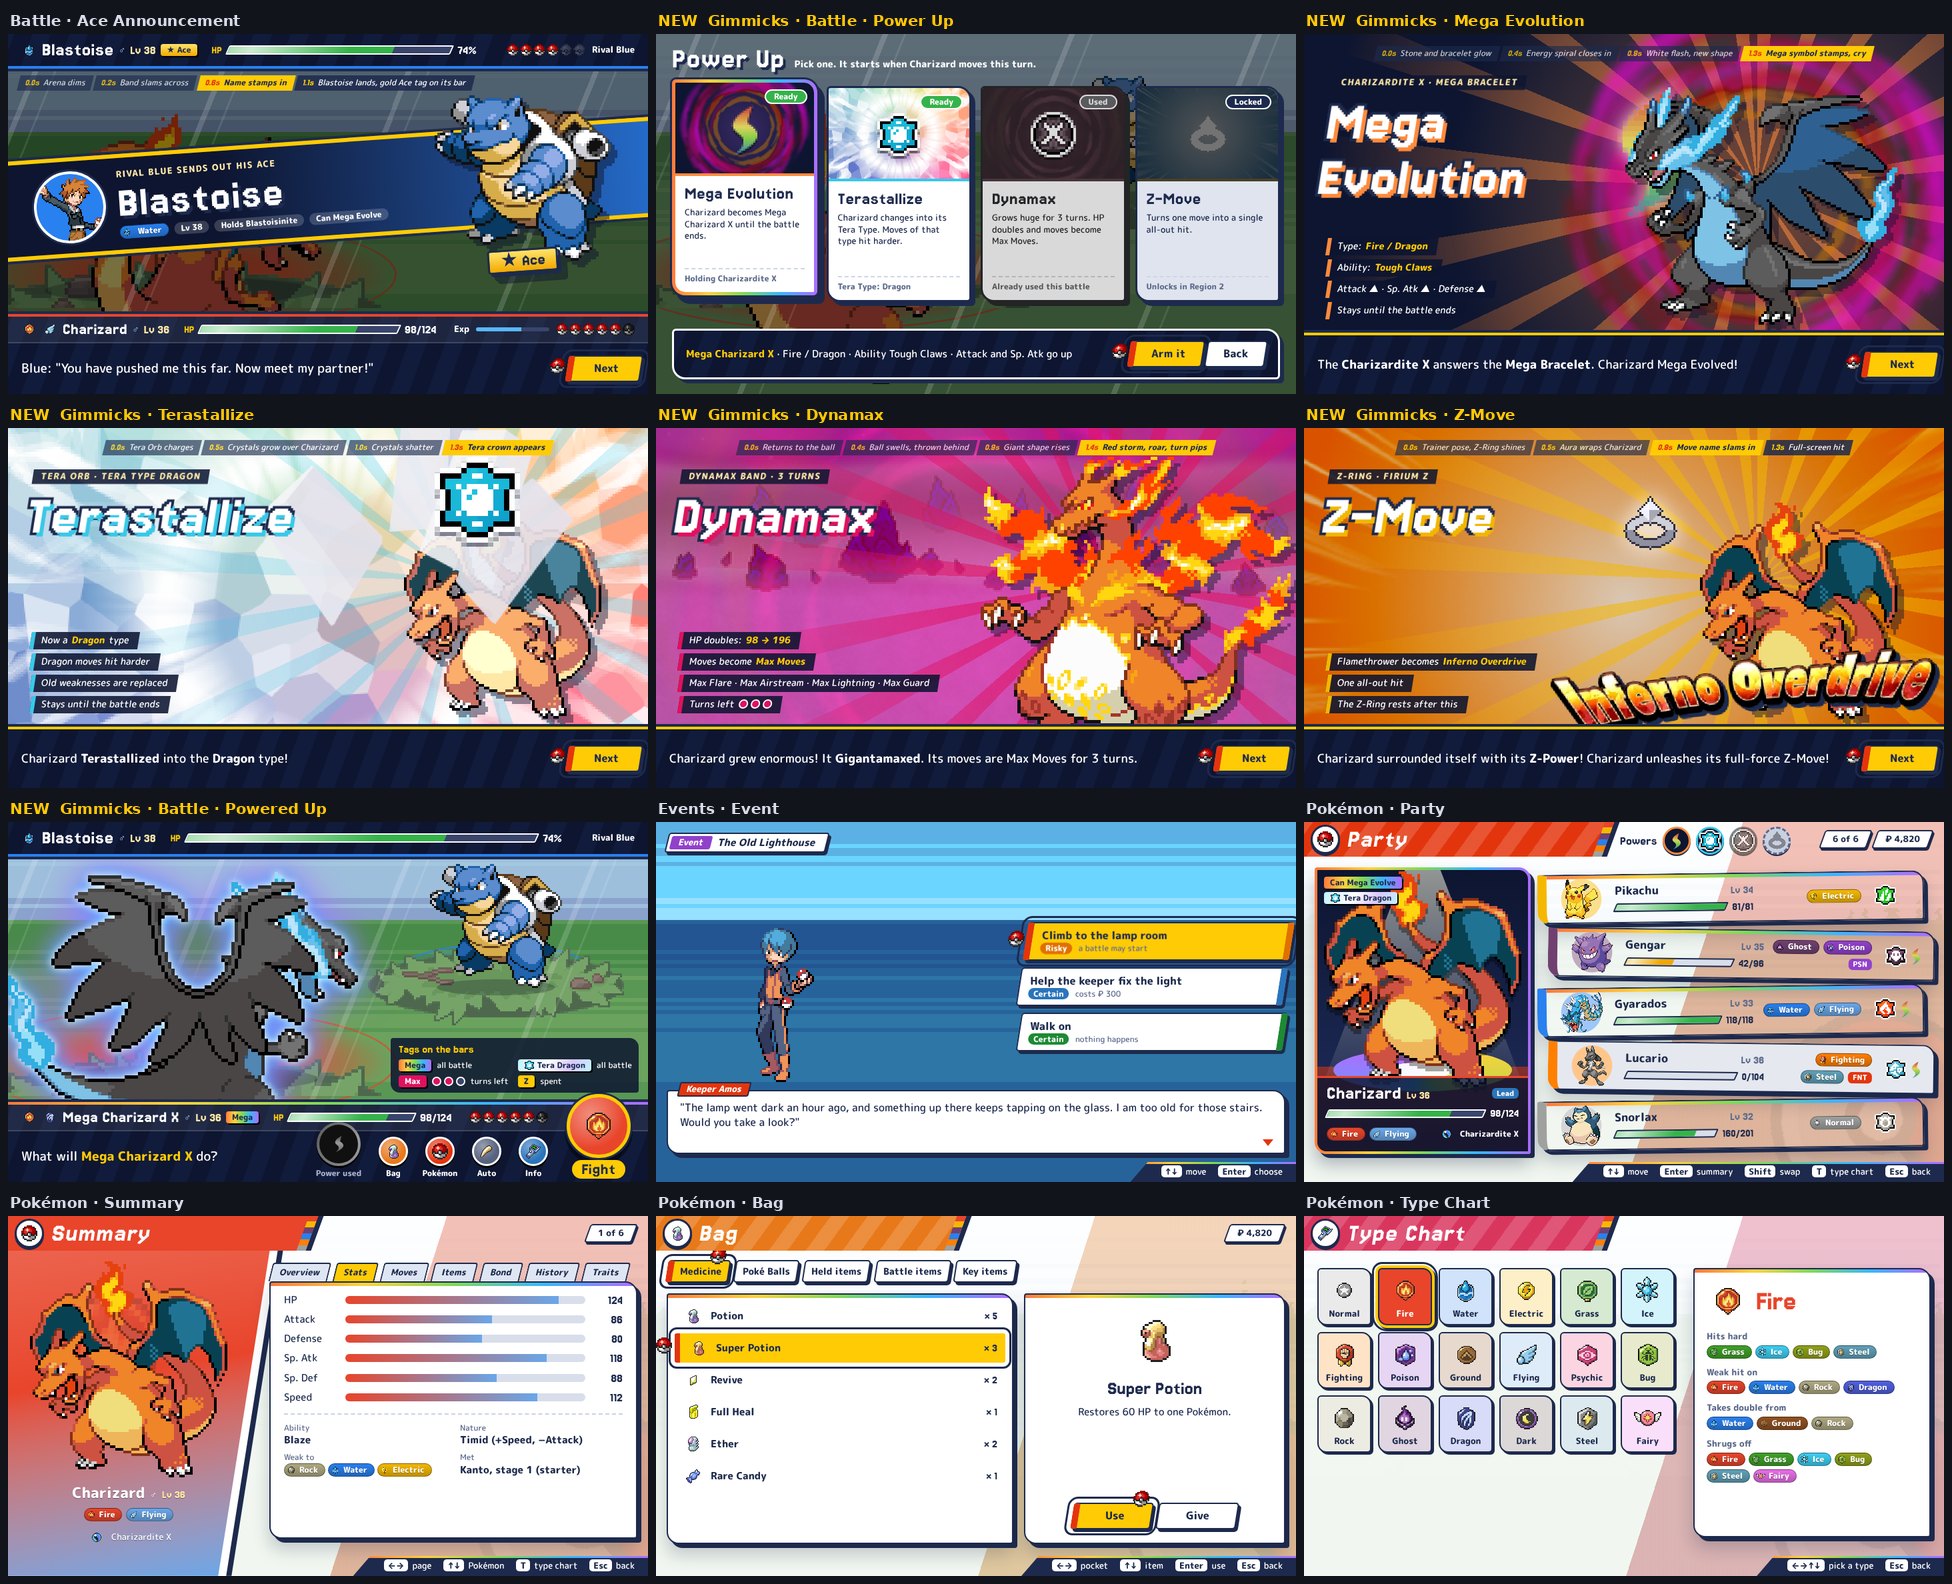 Battle · Ace Announcement
Blastoise ♂ Lv 38 ★ Ace HP 74% Rival Blue
0.0s Arena dims 0.2s Band slams across 0.8s Name stamps in 1.1s Blastoise lands, gold Ace tag on its bar
RIVAL BLUE SENDS OUT HIS ACE
Blastoise
Water Lv 38 Holds Blastoisinite Can Mega Evolve
★ Ace
Charizard ♂ Lv 36 HP 98/124 Exp
Blue: "You have pushed me this far. Now meet my partner!"
Next
NEW Gimmicks · Battle · Power Up
Power Up Pick one. It starts when Charizard moves this turn.
Ready
Mega Evolution
Charizard becomes Mega
Charizard X until the battle
ends.
Holding Charizardite X
Ready
Terastallize
Charizard changes into its
Tera Type. Moves of that
type hit harder.
Tera Type: Dragon
Used
Dynamax
Grows huge for 3 turns. HP
doubles and moves become
Max Moves.
Already used this battle
Locked
Z-Move
Turns one move into a single
all-out hit.
Unlocks in Region 2
Mega Charizard X · Fire / Dragon · Ability Tough Claws · Attack and Sp. Atk go up
Arm it
Back
NEW Gimmicks · Mega Evolution
0.0s Stone and bracelet glow 0.4s Energy spiral closes in 0.8s White flash, new shape 1.3s Mega symbol stamps, cry
CHARIZARDITE X · MEGA BRACELET
Mega
Evolution
Type: Fire / Dragon
Ability: Tough Claws
Attack ▲ · Sp. Atk ▲ · Defense ▲
Stays until the battle ends
The Charizardite X answers the Mega Bracelet. Charizard Mega Evolved!
Next
NEW Gimmicks · Terastallize
0.0s Tera Orb charges 0.5s Crystals grow over Charizard 1.0s Crystals shatter 1.3s Tera crown appears
TERA ORB · TERA TYPE DRAGON
Terastallize
Now a Dragon type
Dragon moves hit harder
Old weaknesses are replaced
Stays until the battle ends
Charizard Terastallized into the Dragon type!
Next
NEW Gimmicks · Dynamax
0.0s Returns to the ball 0.4s Ball swells, thrown behind 0.9s Giant shape rises 1.4s Red storm, roar, turn pips
DYNAMAX BAND · 3 TURNS
Dynamax
HP doubles: 98 → 196
Moves become Max Moves
Max Flare · Max Airstream · Max Lightning · Max Guard
Turns left
Charizard grew enormous! It Gigantamaxed. Its moves are Max Moves for 3 turns.
Next
NEW Gimmicks · Z-Move
0.0s Trainer pose, Z-Ring shines 0.5s Aura wraps Charizard 0.8s Move name slams in 1.3s Full-screen hit
Z-RING · FIRIUM Z
Z-Move
Flamethrower becomes Inferno Overdrive
One all-out hit
The Z-Ring rests after this
Inferno Overdrive
Charizard surrounded itself with its Z-Power! Charizard unleashes its full-force Z-Move!
Next
NEW Gimmicks · Battle · Powered Up
Blastoise ♂ Lv 38 HP 74% Rival Blue
Tags on the bars
Mega all battle Tera Dragon all battle
Max turns left Z spent
Mega Charizard X ♂ Lv 36 Mega HP 98/124
What will Mega Charizard X do?
Power used
Bag
Pokémon
Auto
Info
Fight
Events · Event
Event The Old Lighthouse
Climb to the lamp room
Risky a battle may start
Help the keeper fix the light
Certain costs ₽ 300
Walk on
Certain nothing happens
Keeper Amos
"The lamp went dark an hour ago, and something up there keeps tapping on the glass. I am too old for those stairs.
Would you take a look?"
↑↓ move Enter choose
Pokémon · Party
Party
Powers
6 of 6
₽ 4,820
Can Mega Evolve
Tera Dragon
Charizard Lv 36 Lead
98/124
Fire Flying Charizardite X
Pikachu Lv 34 Electric
81/81
Gengar Lv 35 Ghost Poison
42/96 PSN
Gyarados Lv 33 Water Flying
118/118
Lucario Lv 36 Fighting
0/104 Steel FNT
Snorlax Lv 32 Normal
160/201
↑↓ move Enter summary Shift swap T type chart Esc back
Pokémon · Summary
Summary
1 of 6
Overview Stats Moves Items Bond History Traits
HP 124
Attack 86
Defense 80
Sp. Atk 118
Sp. Def 88
Speed 112
Ability
Blaze
Nature
Timid (+Speed, −Attack)
Weak to
Rock Water Electric
Met
Kanto, stage 1 (starter)
Charizard ♂ Lv 36
Fire Flying
Charizardite X
←→ page ↑↓ Pokémon T type chart Esc back
Pokémon · Bag
Bag
₽ 4,820
Medicine Poké Balls Held items Battle items Key items
Potion ×5
Super Potion ×3
Revive ×2
Full Heal ×1
Ether ×2
Rare Candy ×1
Super Potion
Restores 60 HP to one Pokémon.
Use
Give
←→ pocket ↑↓ item Enter use Esc back
Pokémon · Type Chart
Type Chart
Normal Fire Water Electric Grass Ice
Fighting Poison Ground Flying Psychic Bug
Rock Ghost Dragon Dark Steel Fairy
Fire
Hits hard
Grass Ice Bug Steel
Weak hit on
Fire Water Rock Dragon
Takes double from
Water Ground Rock
Shrugs off
Fire Grass Ice Bug
Steel Fairy
←→↑↓ pick a type Esc back